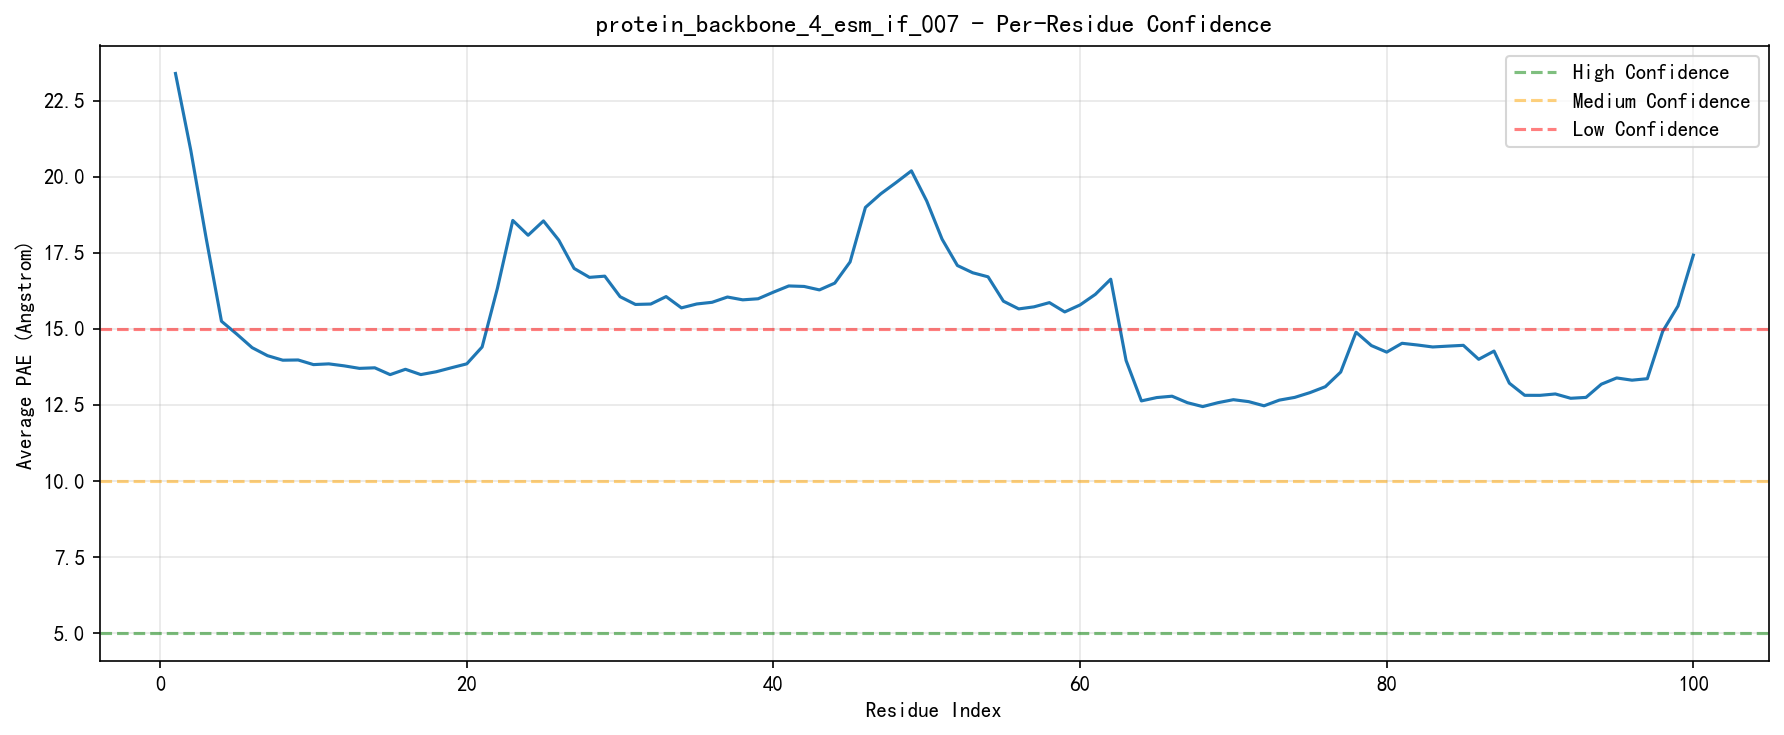 protein_backbone_4_esm_if_007 - Per-Residue Confidence
High Confidence
Medium Confidence
Low Confidence
Average PAE (Angstrom)
22.5
20.0
17.5
15.0
12.5
10.0
7.5
5.0
0 20 40 60 80 100
Residue Index